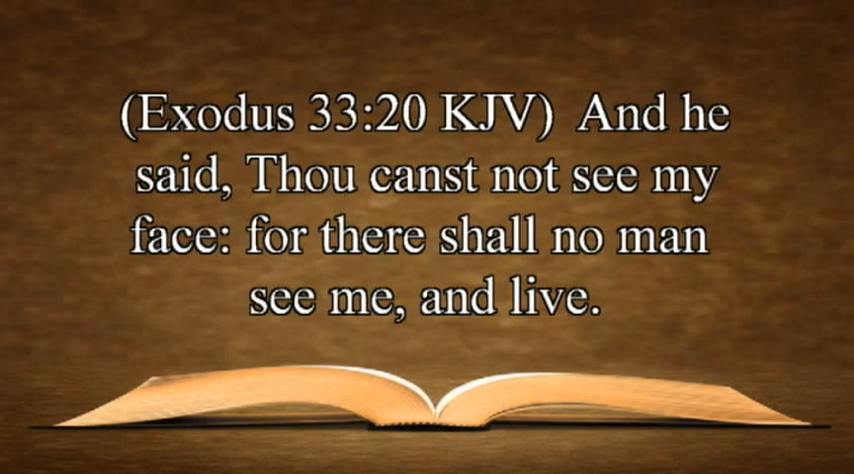 (Exodus 33:20 KJV)  And he
said, Thou canst not see my
face: for there shall no man
see me, and live.